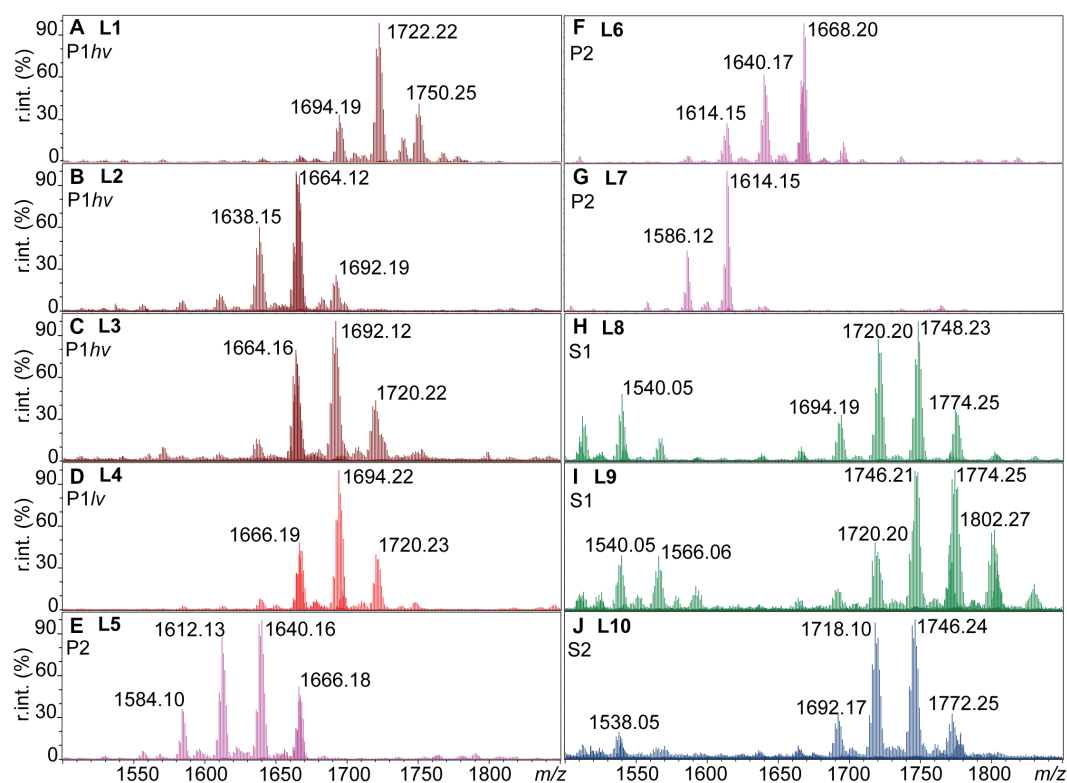 A L1
P1hv
1722.22
1750.25
1694.19
r.int. (%)
90
60
30
0
B L2
P1hv
1664.12
1638.15
1692.19
r.int. (%)
90
60
30
0
C L3
P1hv
1692.12
1664.16
1720.22
r.int. (%)
90
60
30
0
D L4
P1lv
1694.22
1666.19
1720.23
r.int. (%)
90
60
30
0
E L5
P2
1612.13
1640.16
1584.10
1666.18
r.int. (%)
90
60
30
0
1550 1600 1650 1700 1750 1800 m/z
F L6
P2
1668.20
1640.17
1614.15
G L7
P2
1614.15
1586.12
H L8
S1
1720.20
1748.23
1540.05
1694.19
1774.25
I L9
S1
1746.21
1774.25
1802.27
1720.20
1540.05
1566.06
J L10
S2
1718.10
1746.24
1692.17
1772.25
1538.05
1550 1600 1650 1700 1750 1800 m/z